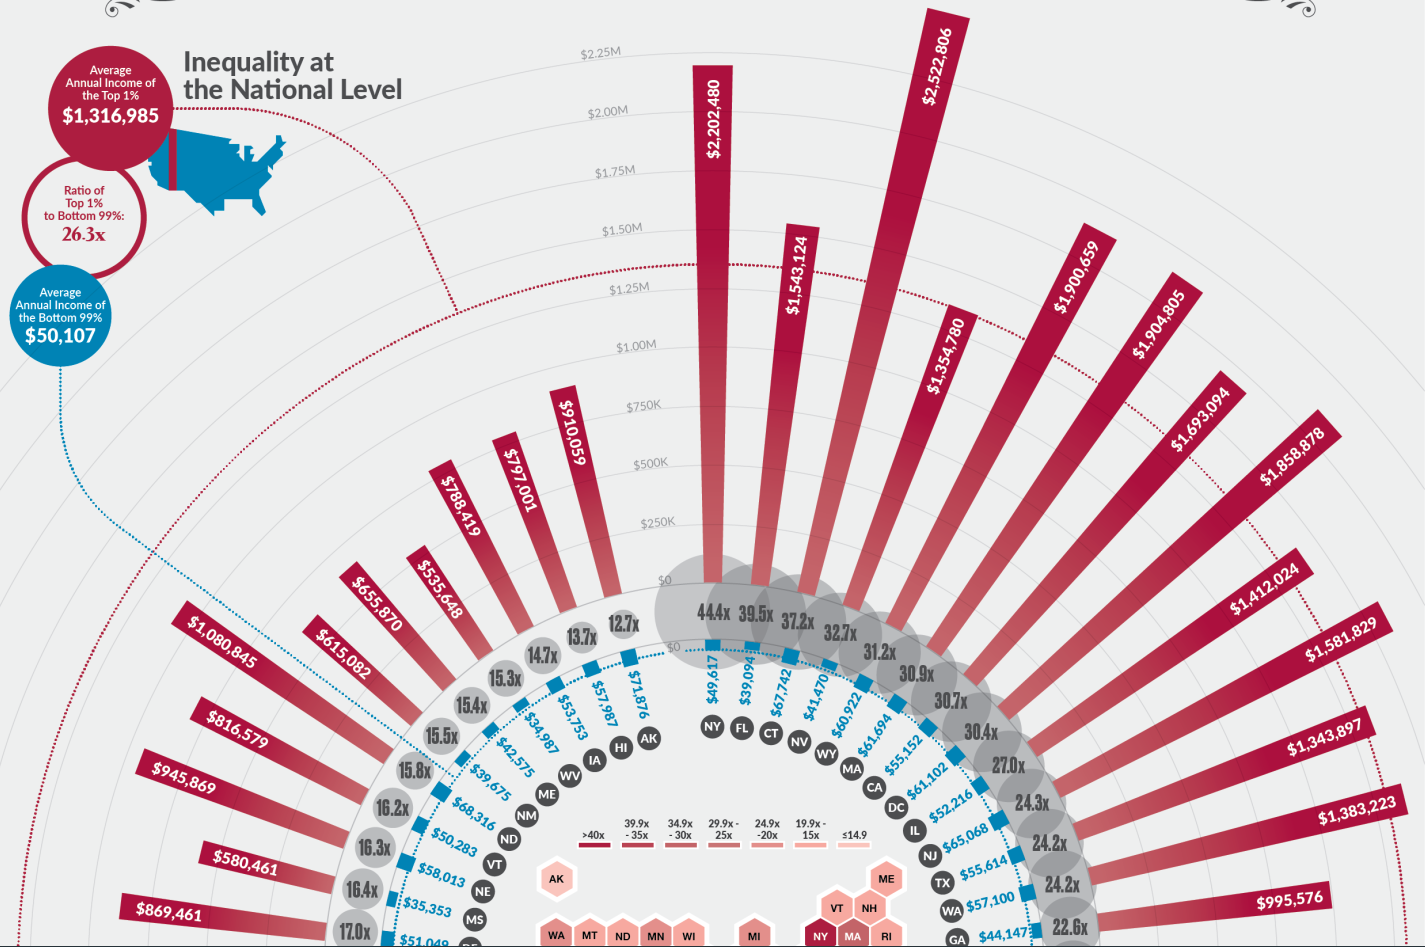 Inequality at
the National Level
Average
Annual Income of
the Top 1%
$1,316,985
Ratio of
Top 1%
to Bottom 99%:
26.3x
Average
Annual Income of
the Bottom 99%
$50,107
$2.25M
$2.00M
$1.75M
$1.50M
$1.25M
$1.00M
$750K
$500K
$250K
$0
$0
$2,202,480
$1,543,124
$2,522,806
$1,354,780
$1,900,659
$1,904,805
$1,693,094
$1,858,878
$1,412,024
$1,581,829
$1,343,897
$1,383,223
$995,576
$910,059
$797,001
$788,419
$535,648
$655,870
$615,082
$1,080,845
$816,579
$945,869
$580,461
$869,461
44.4x
39.5x
37.2x
32.7x
31.2x
30.9x
30.7x
30.4x
27.0x
24.3x
24.2x
24.2x
22.6x
12.7x
13.7x
14.7x
15.3x
15.4x
15.5x
15.8x
16.2x
16.3x
16.4x
17.0x
$49,617
$39,094
$67,742
$41,470
$60,922
$61,694
$55,152
$61,102
$52,216
$65,068
$55,614
$57,100
$44,147
$71,876
$57,987
$53,753
$34,987
$42,575
$39,675
$68,316
$50,283
$58,013
$35,353
$51,049
NY
FL
CT
NV
WY
MA
CA
DC
IL
NJ
TX
WA
GA
AK
HI
IA
WV
ME
NM
ND
VT
NE
MS
DE
>40x
39.9x
- 35x
34.9x
- 30x
29.9x -
25x
24.9x
-20x
19.9x -
15x
≤14.9
AK
ME
VT
NH
WA
MT
ND
MN
WI
MI
NY
MA
RI